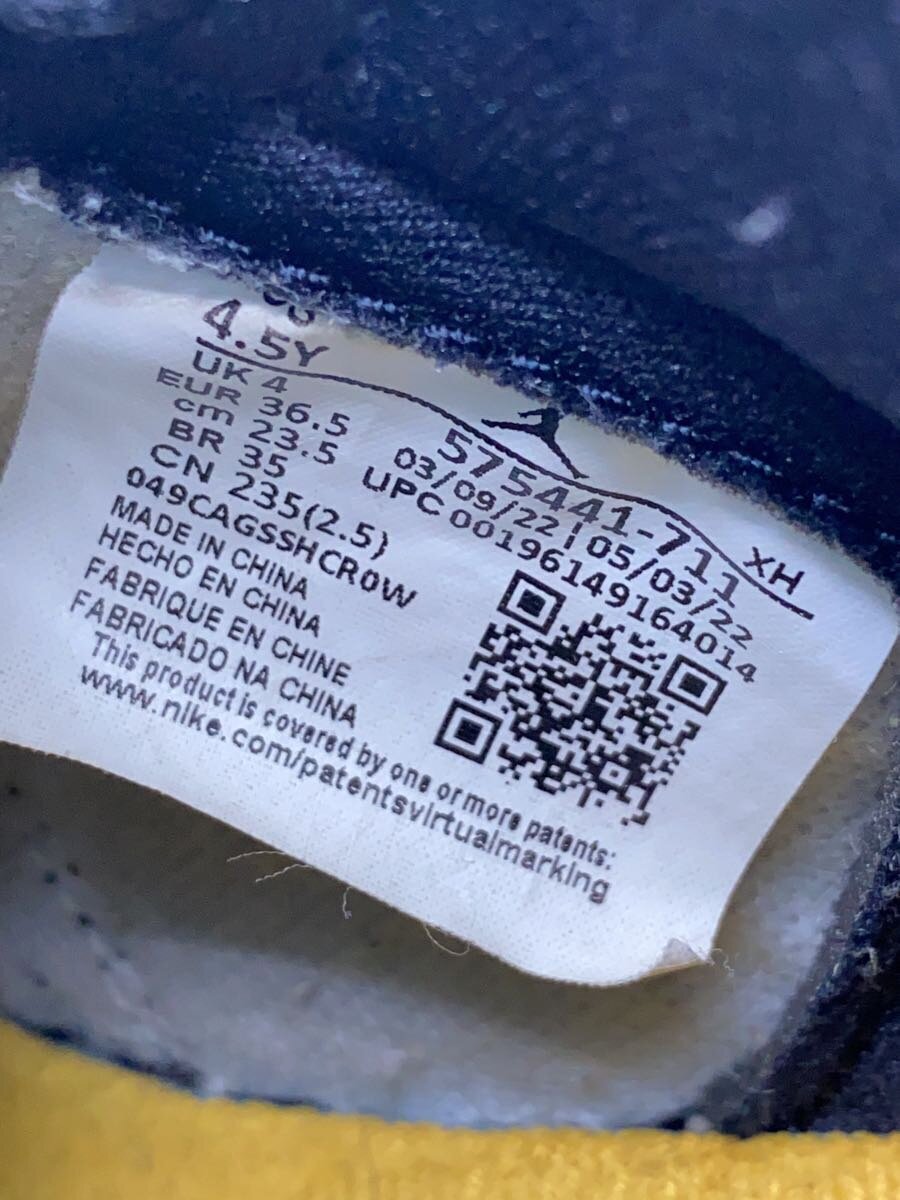 4.5Y
UK 4
EUR 36.5
cm 23.5
BR 35
CN 235(2.5)
049CAGSSHCROW
MADE IN CHINA
HECHO EN CHINA
FABRIQUE EN CHINE
FABRICADO NA CHINA
This product is covered by one or more patents:
www.nike.com/patentsvirtualmarking
575441-711
XH
03/09/22 | 05/03/22
UPC 00196149164014